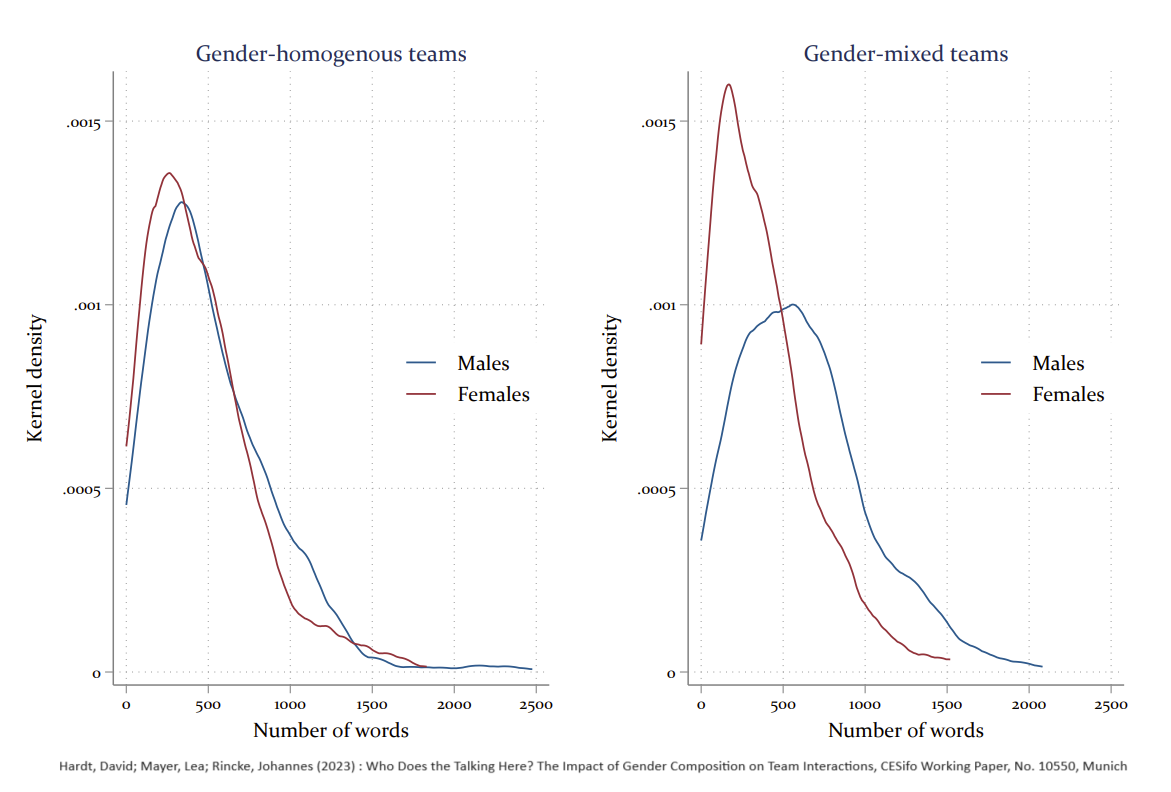 Gender-homogenous teams
.0015
.001
.0005
0
Kernel density
Males
Females
0 500 1000 1500 2000 2500
Number of words
Gender-mixed teams
.0015
.001
.0005
0
Kernel density
Males
Females
0 500 1000 1500 2000 2500
Number of words
Hardt, David; Mayer, Lea; Rincke, Johannes (2023) : Who Does the Talking Here? The Impact of Gender Composition on Team Interactions, CESifo Working Paper, No. 10550, Munich